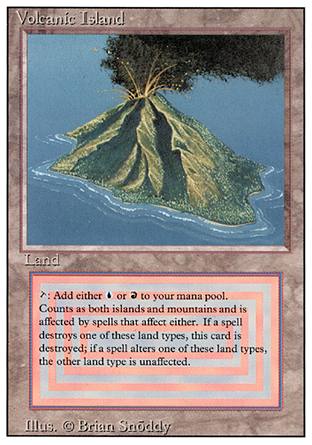 Volcanic Island
Land
: Add either or to your mana pool.
Counts as both islands and mountains and is
affected by spells that affect either. If a spell
destroys one of these land types, this card is
destroyed; if a spell alters one of these land types,
the other land type is unaffected.
Illus. © Brian Snōddy